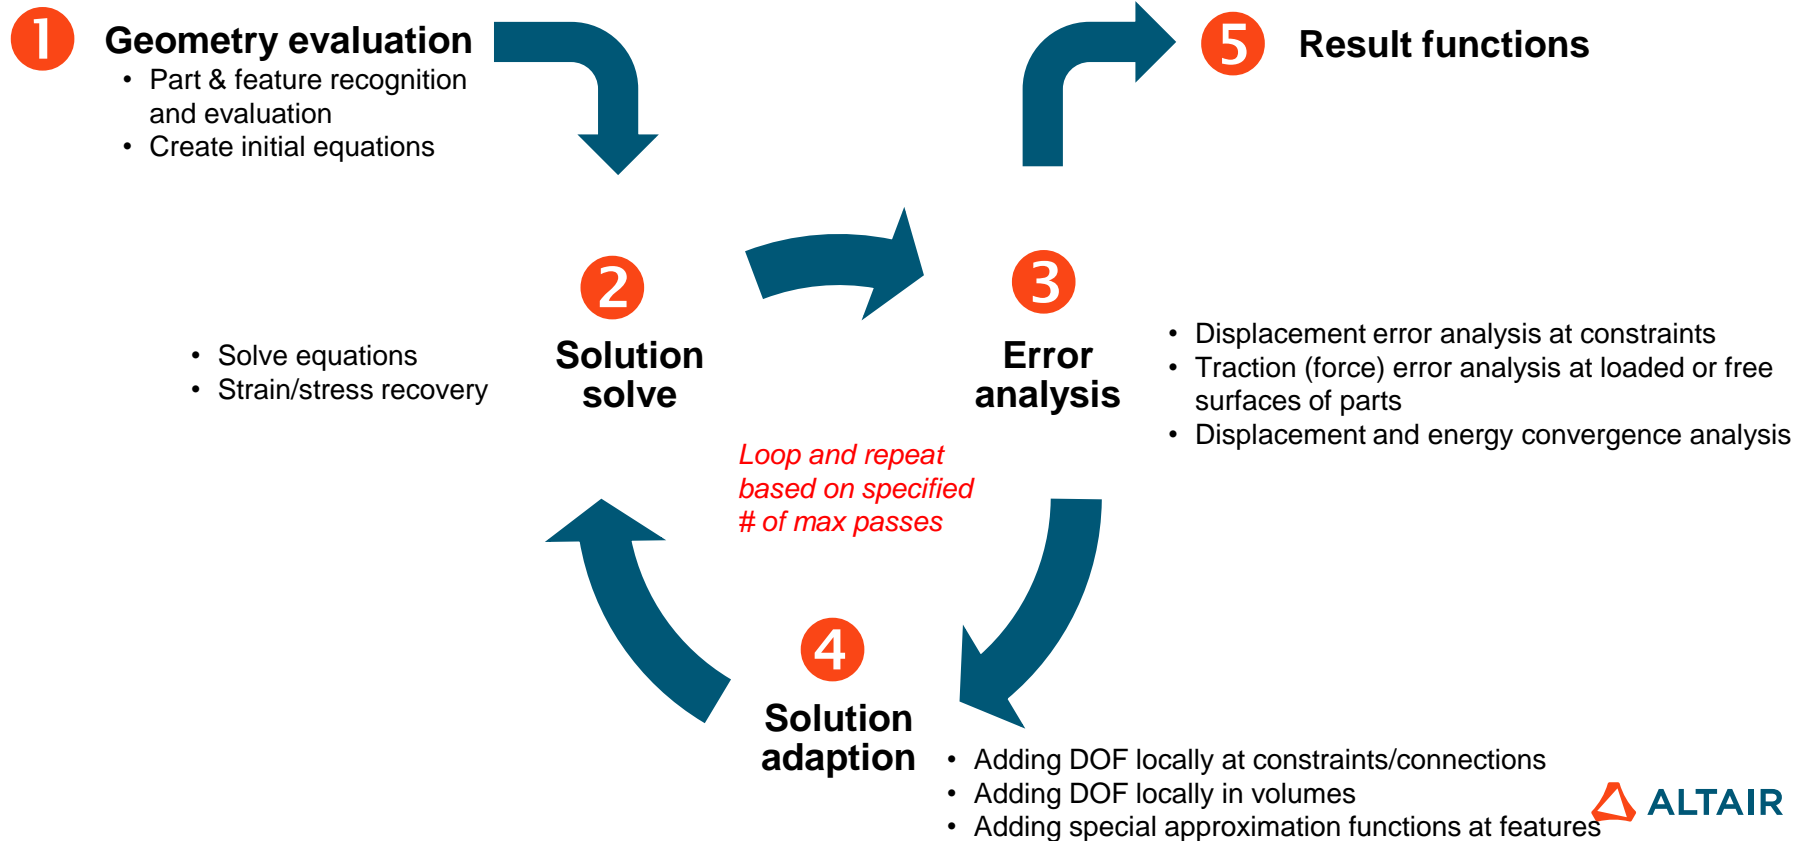 1 Geometry evaluation
• Part & feature recognition
and evaluation
• Create initial equations
5 Result functions
2
Solution
solve
• Solve equations
• Strain/stress recovery
3
Error
analysis
• Displacement error analysis at constraints
• Traction (force) error analysis at loaded or free
surfaces of parts
• Displacement and energy convergence analysis
Loop and repeat
based on specified
# of max passes
4
Solution
adaption
• Adding DOF locally at constraints/connections
• Adding DOF locally in volumes
• Adding special approximation functions at features
ALTAIR